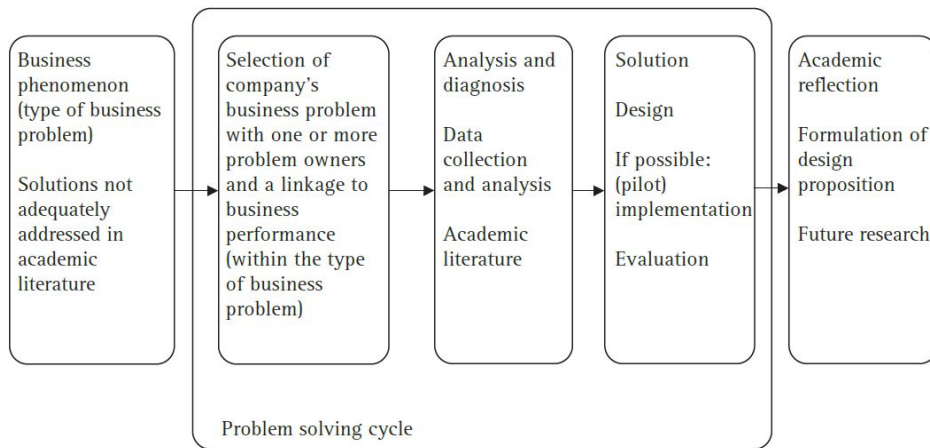 Business
phenomenon
(type of business
problem)
Solutions not
adequately
addressed in
academic
literature
Selection of
company's
business problem
with one or more
problem owners
and a linkage to
business
performance
(within the type
of business
problem)
Analysis and
diagnosis
Data
collection
and analysis
Academic
literature
Solution
Design
If possible:
(pilot)
implementation
Evaluation
Academic
reflection
Formulation of
design
proposition
Future research
Problem solving cycle